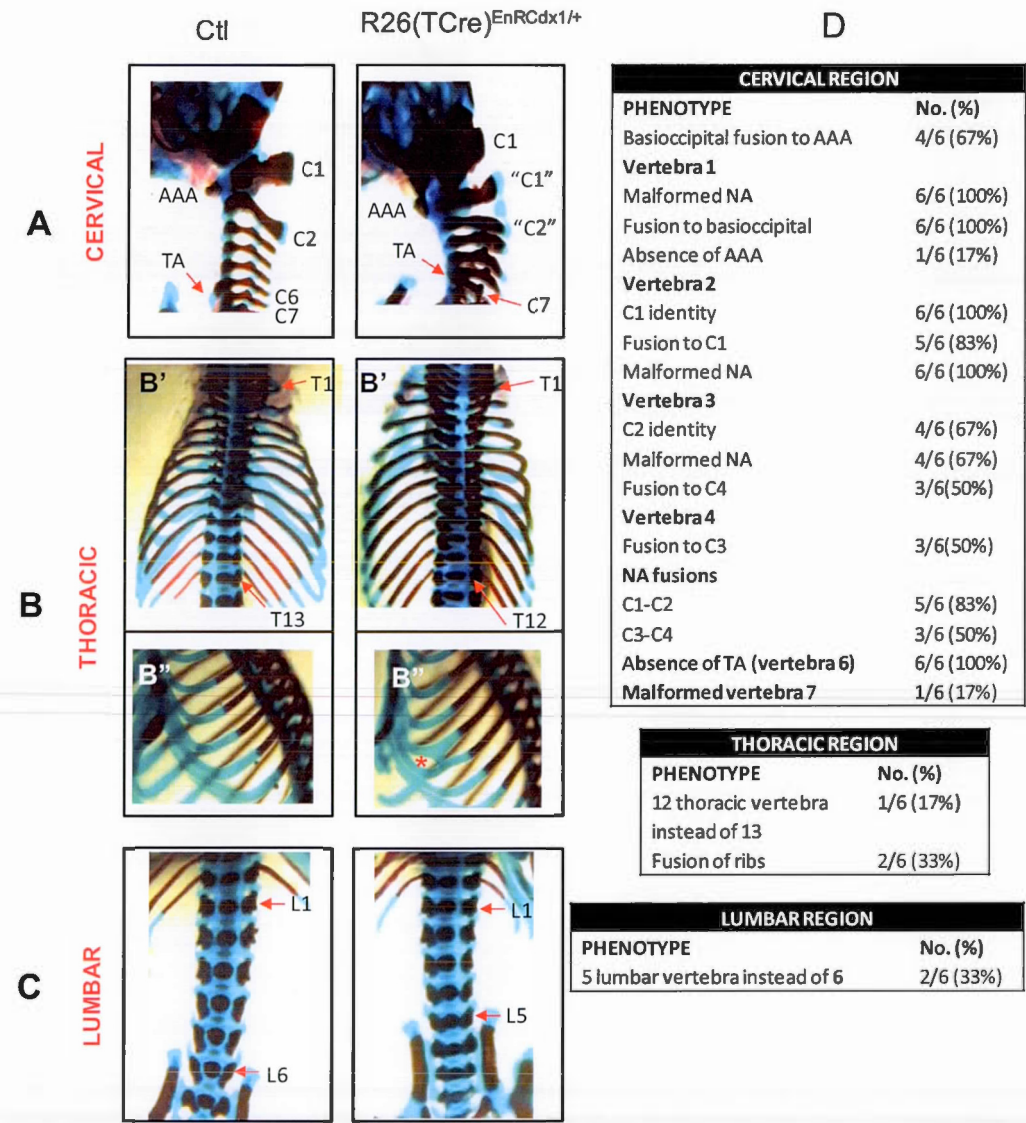 Ctl
R26(TCre)EnRCdx1/+
D
A
CERVICAL
C1
AAA
C2
TA
C6
C7
C1
"C1"
AAA
"C2"
TA
C7
B
THORACIC
B'
T1
T13
B'
T1
T12
B"
B"
*
C
LUMBAR
L1
L6
L1
L5
CERVICAL REGION
PHENOTYPE No. (%)
Basioccipital fusion to AAA 4/6 (67%)
Vertebra 1
Malformed NA 6/6 (100%)
Fusion to basioccipital 6/6 (100%)
Absence of AAA 1/6 (17%)
Vertebra 2
C1 identity 6/6 (100%)
Fusion to C1 5/6 (83%)
Malformed NA 6/6 (100%)
Vertebra 3
C2 identity 4/6 (67%)
Malformed NA 4/6 (67%)
Fusion to C4 3/6(50%)
Vertebra 4
Fusion to C3 3/6(50%)
NA fusions
C1-C2 5/6 (83%)
C3-C4 3/6 (50%)
Absence of TA (vertebra 6) 6/6 (100%)
Malformed vertebra 7 1/6 (17%)
THORACIC REGION
PHENOTYPE No. (%)
12 thoracic vertebra 1/6 (17%)
instead of 13
Fusion of ribs 2/6 (33%)
LUMBAR REGION
PHENOTYPE No. (%)
5 lumbar vertebra instead of 6 2/6 (33%)